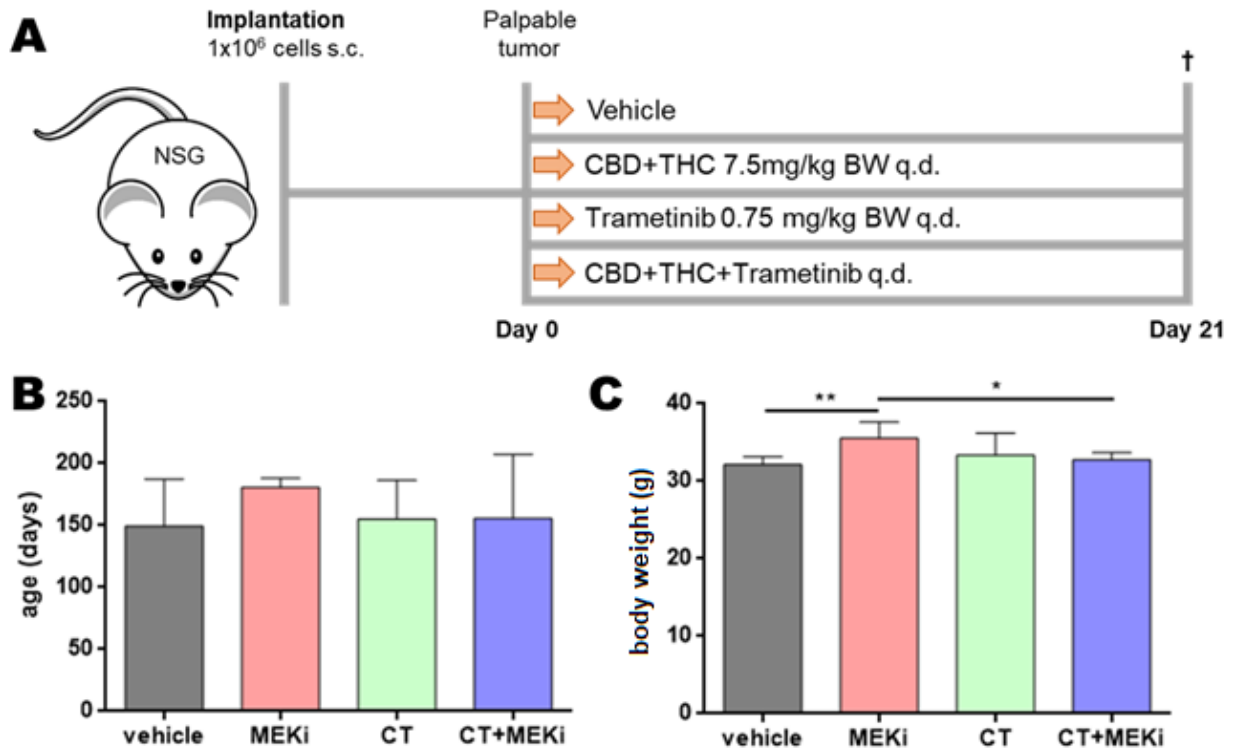 A
Implantation
1x10⁶ cells s.c.
Palpable
tumor
†
NSG
Vehicle
CBD+THC 7.5mg/kg BW q.d.
Trametinib 0.75 mg/kg BW q.d.
CBD+THC+Trametinib q.d.
Day 0
Day 21
B
age (days)
250
200
150
100
50
0
vehicle
MEKi
CT
CT+MEKi
C
body weight (g)
40
30
20
10
0
**
*
vehicle
MEKi
CT
CT+MEKi